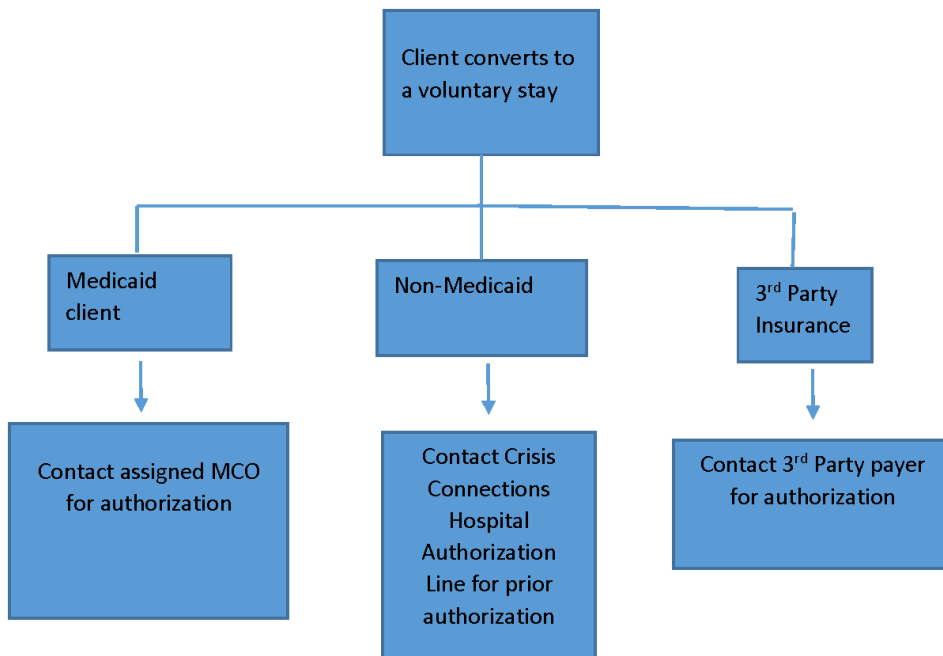 Client converts to
a voluntary stay
Medicaid
client
Non-Medicaid
3rd Party
Insurance
Contact assigned MCO
for authorization
Contact Crisis
Connections
Hospital
Authorization
Line for prior
authorization
Contact 3rd Party payer
for authorization